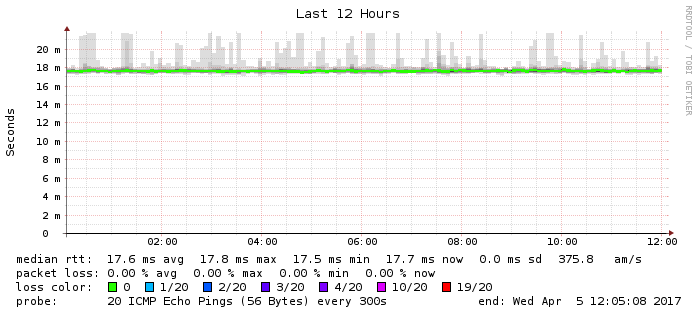 Last 12 Hours
RRDTOOL / TOBI OETIKER
Seconds
20 m
18 m
16 m
14 m
12 m
10 m
8 m
6 m
4 m
2 m
0
02:00 04:00 06:00 08:00 10:00 12:00
median rtt: 17.6 ms avg 17.8 ms max 17.5 ms min 17.7 ms now 0.0 ms sd 375.8 am/s
packet loss: 0.00 % avg 0.00 % max 0.00 % min 0.00 % now
loss color: 0 1/20 2/20 3/20 4/20 10/20 19/20
probe: 20 ICMP Echo Pings (56 Bytes) every 300s end: Wed Apr 5 12:05:08 2017